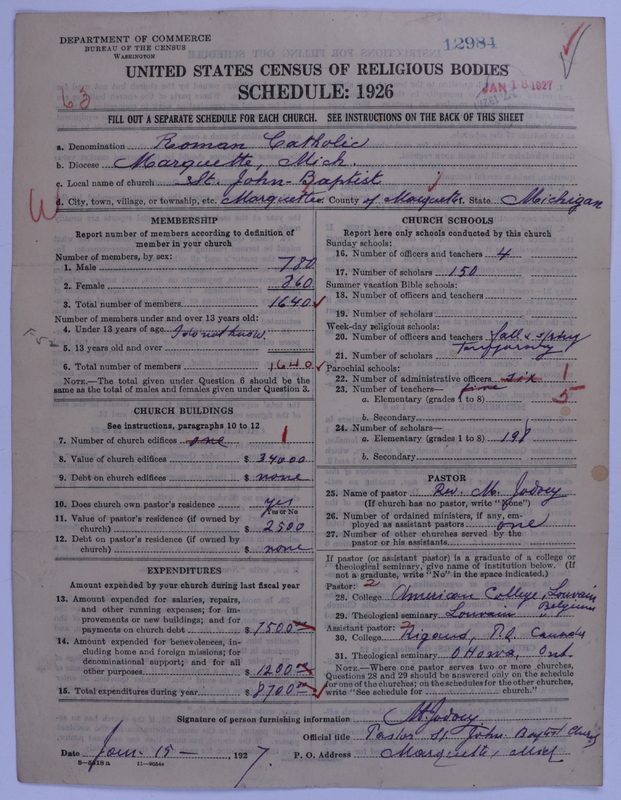 DEPARTMENT OF COMMERCE
BUREAU OF THE CENSUS
WASHINGTON
12984
JAN 18 1927
63
UNITED STATES CENSUS OF RELIGIOUS BODIES
SCHEDULE: 1926
FILL OUT A SEPARATE SCHEDULE FOR EACH CHURCH. SEE INSTRUCTIONS ON THE BACK OF THIS SHEET
a. Denomination Roman Catholic
b. Diocese Marquette, Mich.
c. Local name of church St. John-Baptist
d. City, town, village, or township, etc. Marquette County of Marquette State Michigan
MEMBERSHIP
Report number of members according to definition of
member in your church
Number of members, by sex:
1. Male 780
2. Female 860
3. Total number of members 1640
Number of members under and over 13 years old:
4. Under 13 years of age I do not know.
5. 13 years old and over
6. Total number of members 1640
NOTE.—The total given under Question 6 should be
same as the total of males and females given under Question 3.
CHURCH BUILDINGS
See instructions, paragraphs 10 to 12
7. Number of church edifices one 1
8. Value of church edifices $ 34000
9. Debt on church edifices $ none
10. Does church own pastor's residence yes
Yes or No
11. Value of pastor's residence (if owned by
church) $ 2500
12. Debt on pastor's residence (if owned by
church) $ none
EXPENDITURES
Amount expended by your church during last fiscal year
13. Amount expended for salaries, repairs,
and other running expenses; for im-
provements or new buildings; and for
payments on church debt $ 7500
14. Amount expended for benevolences, in-
cluding home and foreign missions; for
denominational support; and for all
other purposes $ 1200
15. Total expenditures during year $ 8700
CHURCH SCHOOLS
Report here only schools conducted by this church
Sunday schools:
16. Number of officers and teachers 4
17. Number of scholars 150
Summer vacation Bible schools:
18. Number of officers and teachers
19. Number of scholars
Week-day religious schools:
20. Number of officers and teachers fall & spring
21. Number of scholars Temporary
Parochial schools:
22. Number of administrative officers six 1
23. Number of teachers— five
a. Elementary (grades 1 to 8) 5
b. Secondary
24. Number of scholars—
a. Elementary (grades 1 to 8) 198
b. Secondary
PASTOR
25. Name of pastor Rev. M. Jodocy
(If church has no pastor, write "None")
26. Number of ordained ministers, if any, em-
ployed as assistant pastors one
27. Number of other churches served by the
pastor or his assistants
If pastor (or assistant pastor) is a graduate of a college or
theological seminary, give name of institution below. (If
not a graduate, write "No" in the space indicated.)
Pastor: 2
28. College American College, Louvain
Belgium
29. Theological seminary Louvain
Assistant pastor:
30. College Rigaud, P.Q. Canada
31. Theological seminary Ottawa, Ont.
NOTE.—Where one pastor serves two or more churches,
Questions 28 and 29 should be answered only on the schedule
for one of the churches; on the schedules for the other churches,
write "See schedule for church."
Signature of person furnishing information M. Jodocy
Official title Pastor St John-Baptist Church
Date Jan. 15 — 1927. P. O. Address Marquette, Mich
8—5518 a 11—9054a